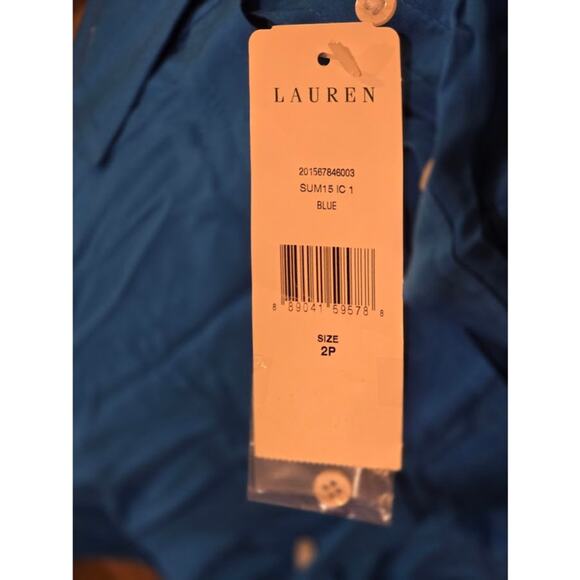 LAUREN
201567846003
SUM15 IC 1
BLUE
8 89041 59578 8
SIZE
2P